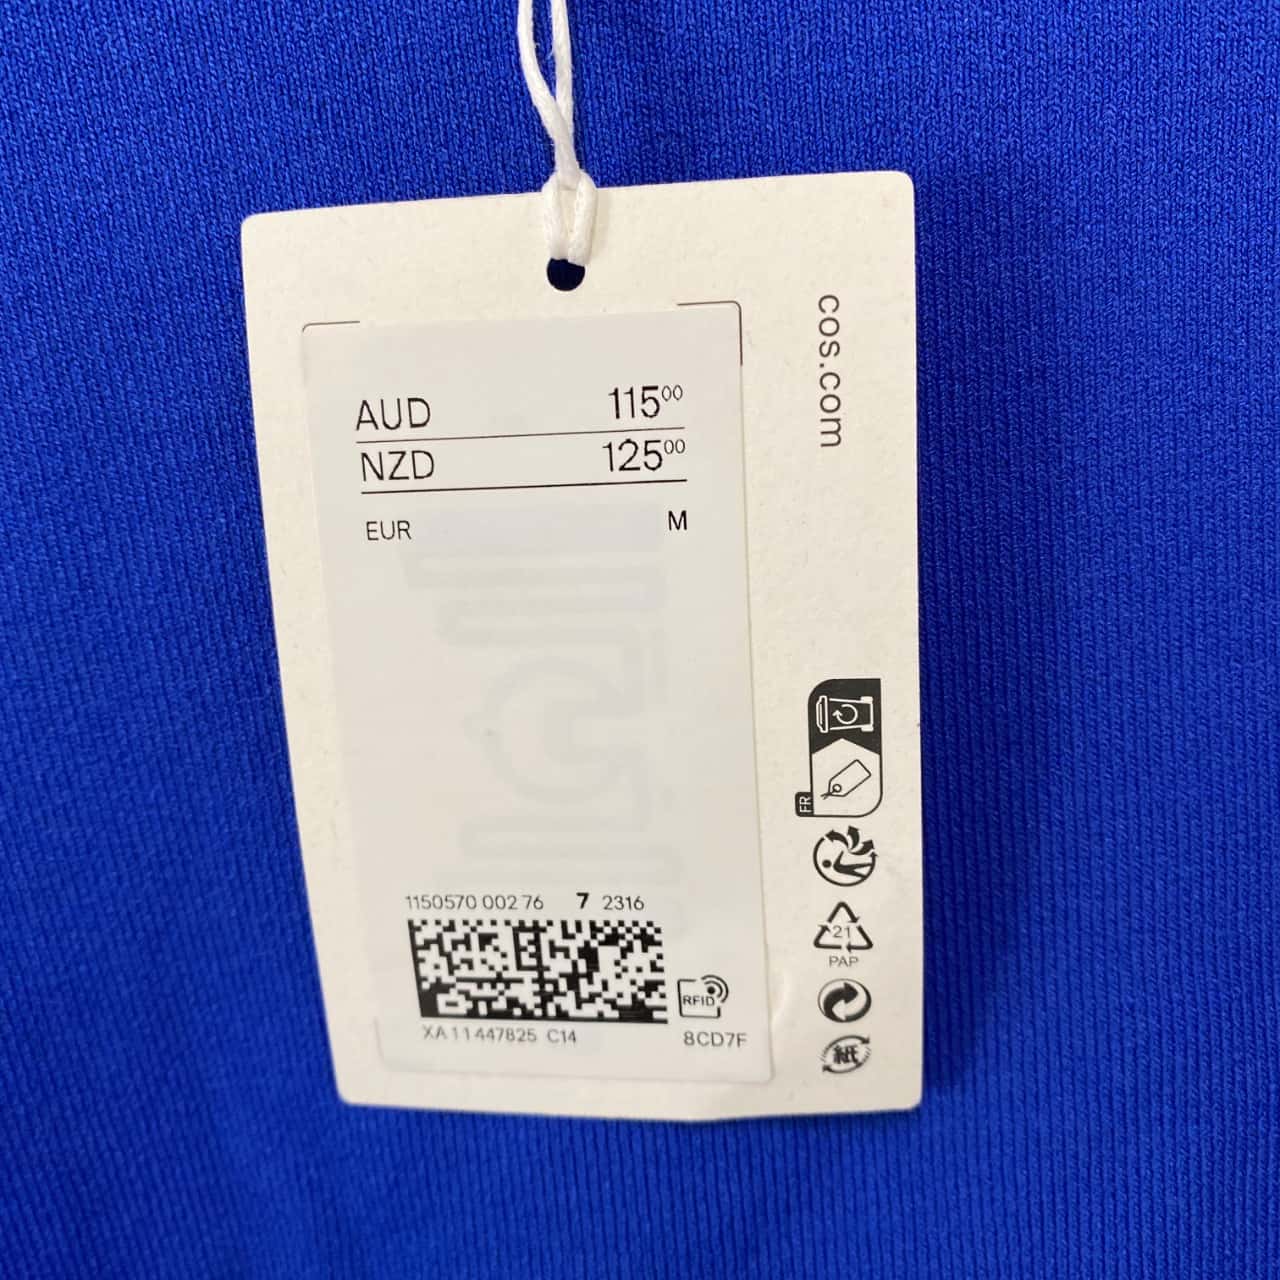 AUD 115⁰⁰
NZD 125⁰⁰
EUR M
cos.com
FR
21
PAP
紙
1150570 002 76 7 2316
RFID
XA 11447825 C14
8CD7F